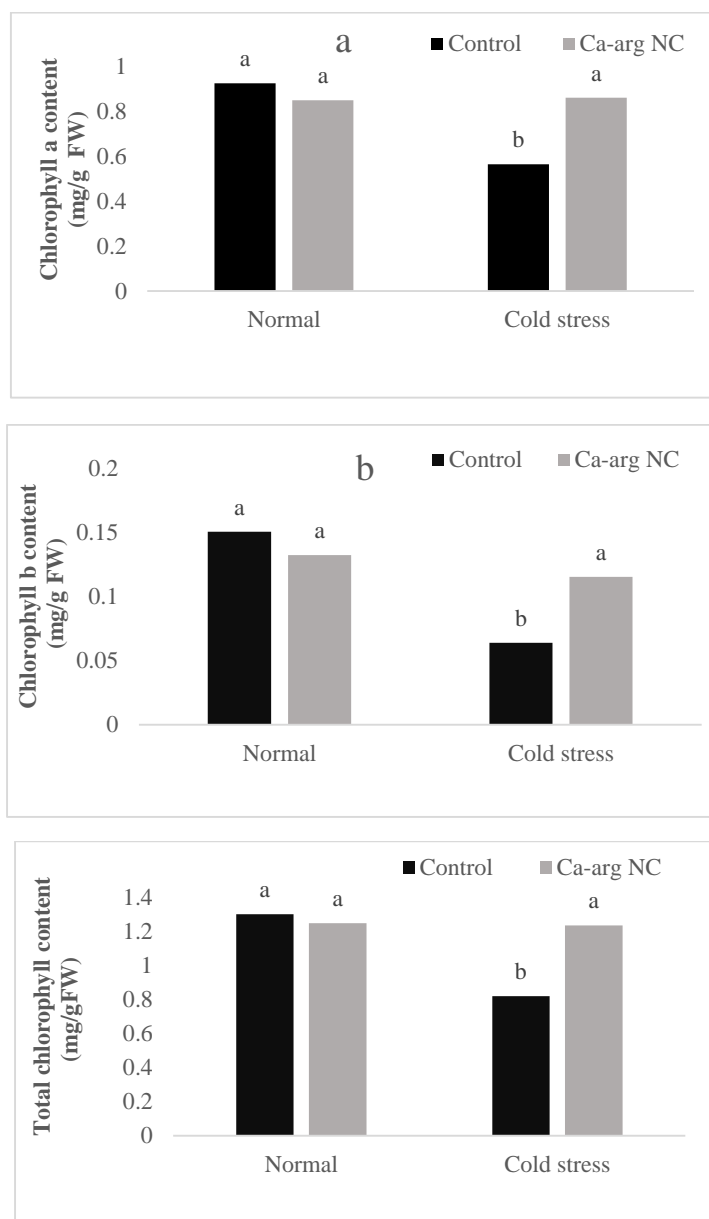 a
Control Ca-arg NC
Chlorophyll a content
(mg/g FW)
1
0.8
0.6
0.4
0.2
0
a
a
b
a
Normal
Cold stress
b
Control Ca-arg NC
Chlorophyll b content
(mg/g FW)
0.2
0.15
0.1
0.05
0
a
a
b
a
Normal
Cold stress
Control Ca-arg NC
Total chlorophyll content
(mg/gFW)
1.4
1.2
1
0.8
0.6
0.4
0.2
0
a
a
b
a
Normal
Cold stress